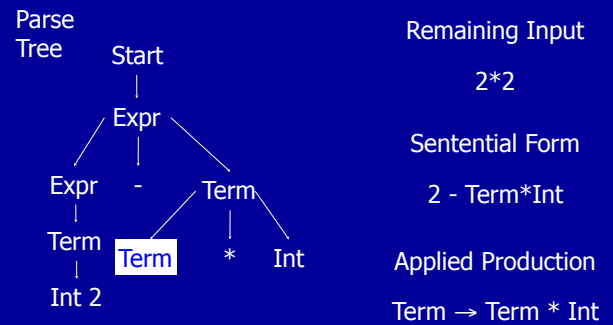 Parse
Tree
Start
Expr
Expr - Term
Term Term * Int
Int 2
Remaining Input
2*2
Sentential Form
2 - Term*Int
Applied Production
Term → Term * Int